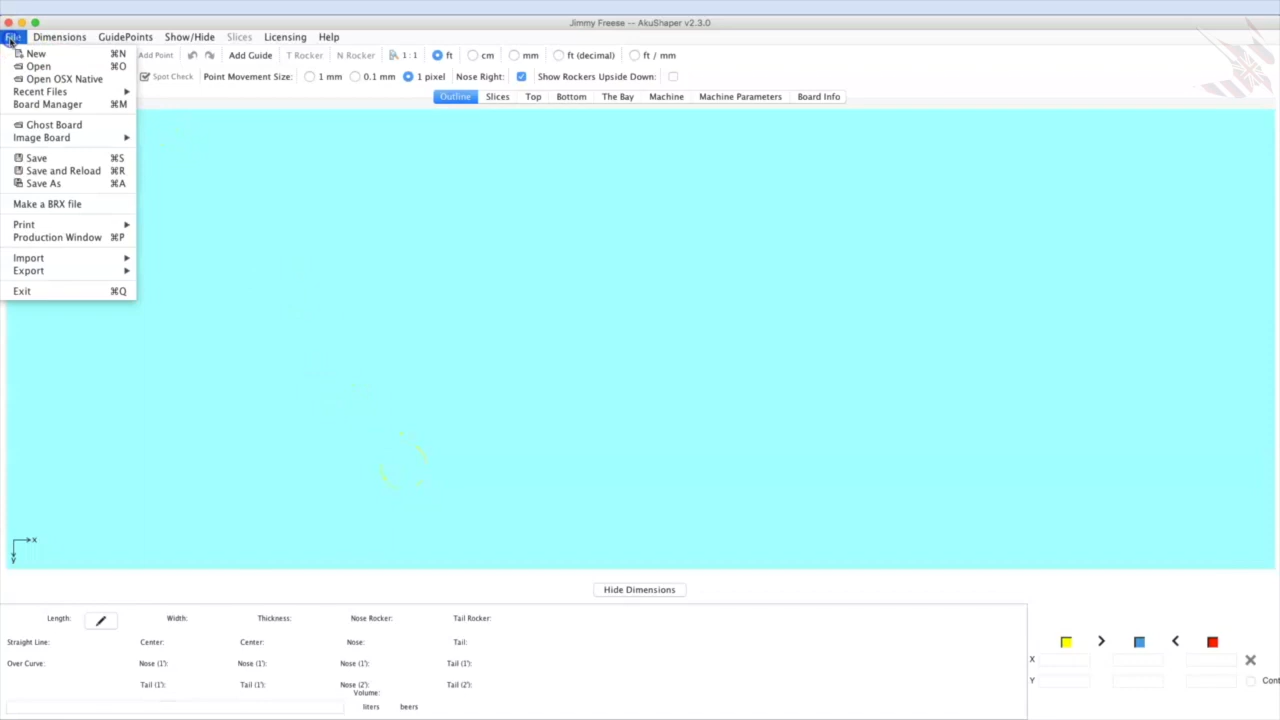 Jimmy Freese -- AkuShaper v2.3.0
File Dimensions GuidePoints Show/Hide Slices Licensing Help
Add Point Add Guide T Rocker N Rocker 1:1 ft cm mm ft (decimal) ft / mm
Spot Check Point Movement Size: 1 mm 0.1 mm 1 pixel Nose Right: Show Rockers Upside Down:
Outline Slices Top Bottom The Bay Machine Machine Parameters Board Info
New ⌘N
Open ⌘O
Open OSX Native
Recent Files
Board Manager ⌘M
Ghost Board
Image Board
Save ⌘S
Save and Reload ⌘R
Save As ⌘A
Make a BRX file
Print
Production Window ⌘P
Import
Export
Exit ⌘Q
x
y
Hide Dimensions
Length: Width: Thickness: Nose Rocker: Tail Rocker:
Straight Line: Center: Center: Nose: Tail:
Over Curve: Nose (1'): Nose (1'): Nose (1'): Tail (1'):
Tail (1'): Tail (1'): Nose (2'): Tail (2'):
Volume:
liters beers
X
Y Cont